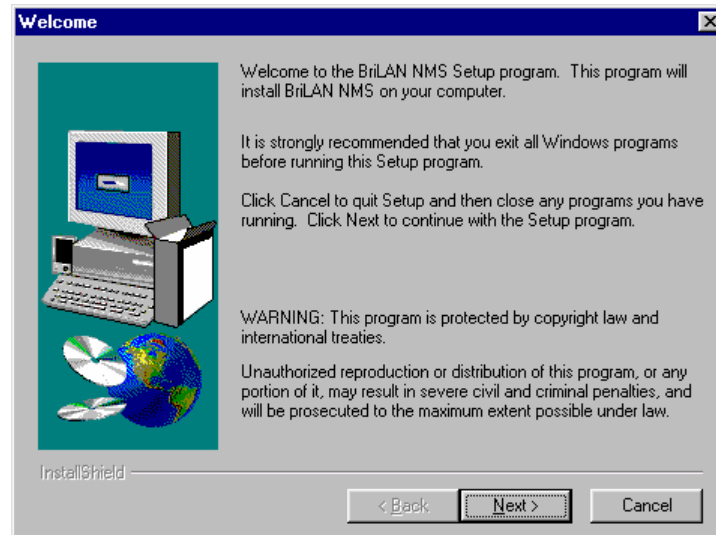 Welcome
Welcome to the BriLAN NMS Setup program. This program will
install BriLAN NMS on your computer.
It is strongly recommended that you exit all Windows programs
before running this Setup program.
Click Cancel to quit Setup and then close any programs you have
running. Click Next to continue with the Setup program.
WARNING: This program is protected by copyright law and
international treaties.
Unauthorized reproduction or distribution of this program, or any
portion of it, may result in severe civil and criminal penalties, and
will be prosecuted to the maximum extent possible under law.
InstallShield
< Back Next > Cancel